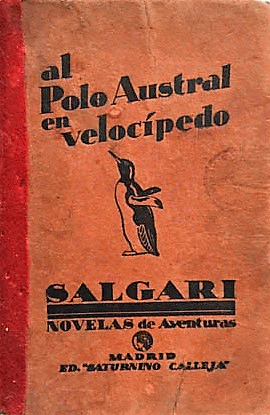 al
Polo Austral
en
velocípedo
SALGARI
NOVELAS de Aventuras
MADRID
ED. "SATURNINO CALLEJA"